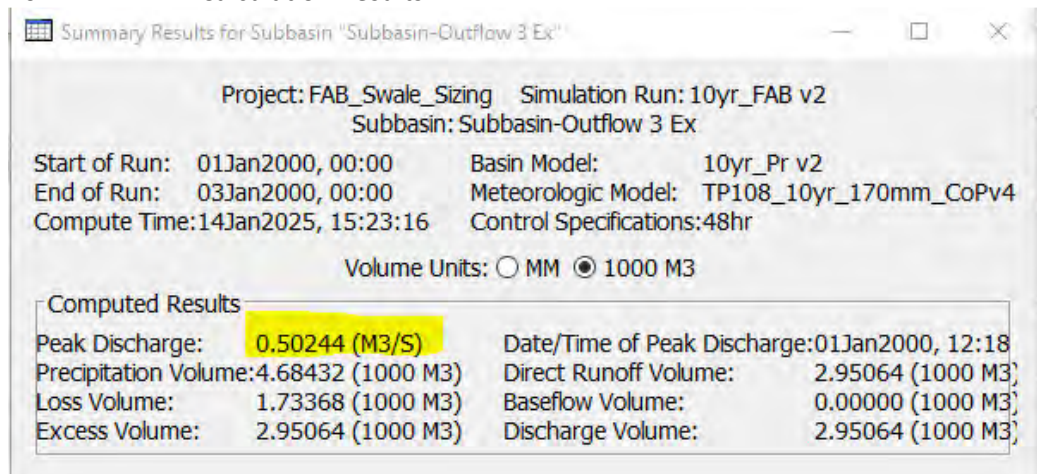 Summary Results for Subbasin "Subbasin-Outflow 3 Ex"
Project: FAB_Swale_Sizing Simulation Run: 10yr_FAB v2
Subbasin: Subbasin-Outflow 3 Ex
Start of Run: 01Jan2000, 00:00 Basin Model: 10yr_Pr v2
End of Run: 03Jan2000, 00:00 Meteorologic Model: TP108_10yr_170mm_CoPv4
Compute Time:14Jan2025, 15:23:16 Control Specifications:48hr
Volume Units: MM 1000 M3
Computed Results
Peak Discharge: 0.50244 (M3/S) Date/Time of Peak Discharge:01Jan2000, 12:18
Precipitation Volume:4.68432 (1000 M3) Direct Runoff Volume: 2.95064 (1000 M3)
Loss Volume: 1.73368 (1000 M3) Baseflow Volume: 0.00000 (1000 M3)
Excess Volume: 2.95064 (1000 M3) Discharge Volume: 2.95064 (1000 M3)